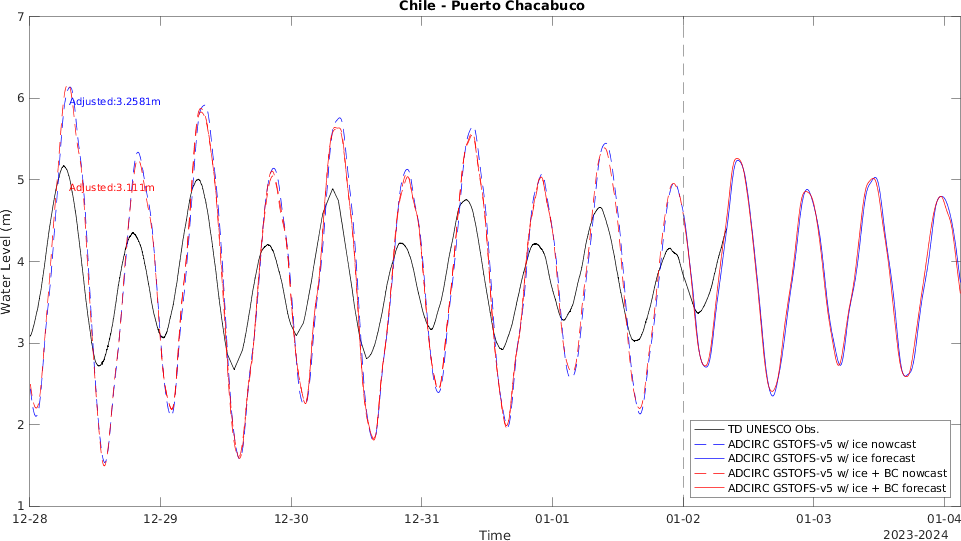 Chile - Puerto Chacabuco
7
6
5
4
3
2
1
Water Level (m)
Adjusted:3.2581m
Adjusted:3.111m
TD UNESCO Obs.
ADCIRC GSTOFS-v5 w/ ice nowcast
ADCIRC GSTOFS-v5 w/ ice forecast
ADCIRC GSTOFS-v5 w/ ice + BC nowcast
ADCIRC GSTOFS-v5 w/ ice + BC forecast
12-28 12-29 12-30 12-31 01-01 01-02 01-03 01-04
Time
2023-2024